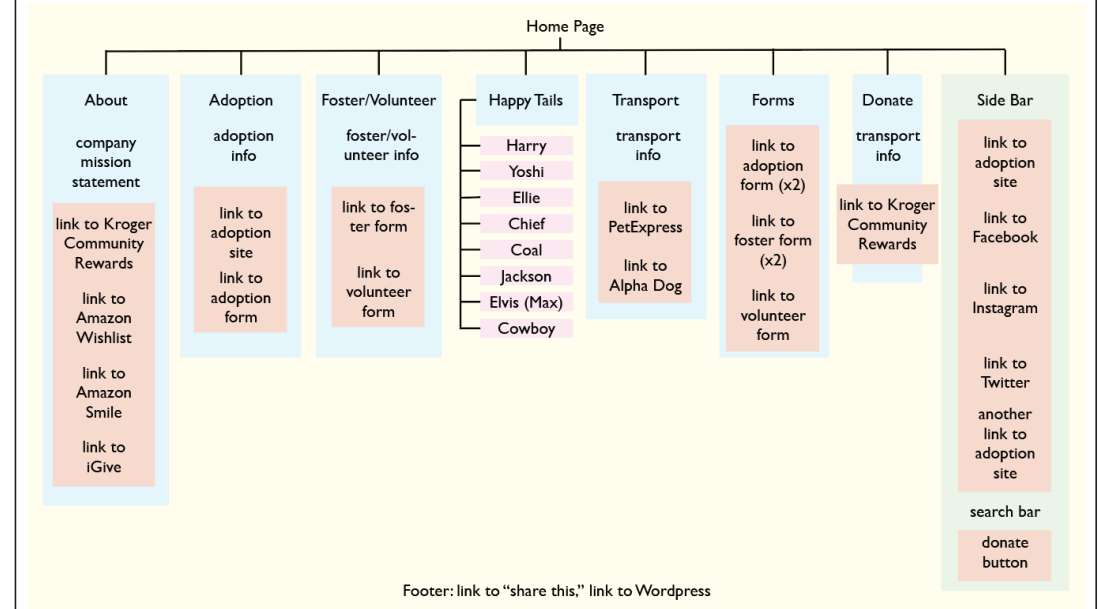 Home Page
About
company
mission
statement
link to Kroger
Community
Rewards
link to
Amazon
Wishlist
link to
Amazon
Smile
link to
iGive
Adoption
adoption
info
link to
adoption
site
link to
adoption
form
Foster/Volunteer
foster/vol-
unteer info
link to fos-
ter form
link to
volunteer
form
Happy Tails
Harry
Yoshi
Ellie
Chief
Coal
Jackson
Elvis (Max)
Cowboy
Transport
transport
info
link to
PetExpress
link to
Alpha Dog
Forms
link to
adoption
form (x2)
link to
foster form
(x2)
link to
volunteer
form
Donate
transport
info
link to Kroger
Community
Rewards
Side Bar
link to
adoption
site
link to
Facebook
link to
Instagram
link to
Twitter
another
link to
adoption
site
search bar
donate
button
Footer: link to “share this,” link to Wordpress